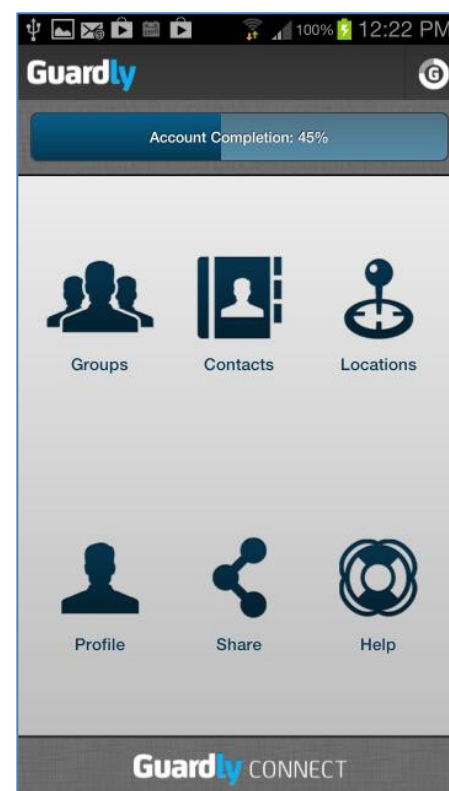 100% 12:22 PM
Guardly G
Account Completion: 45%
Groups Contacts Locations
Profile Share Help
Guardly CONNECT